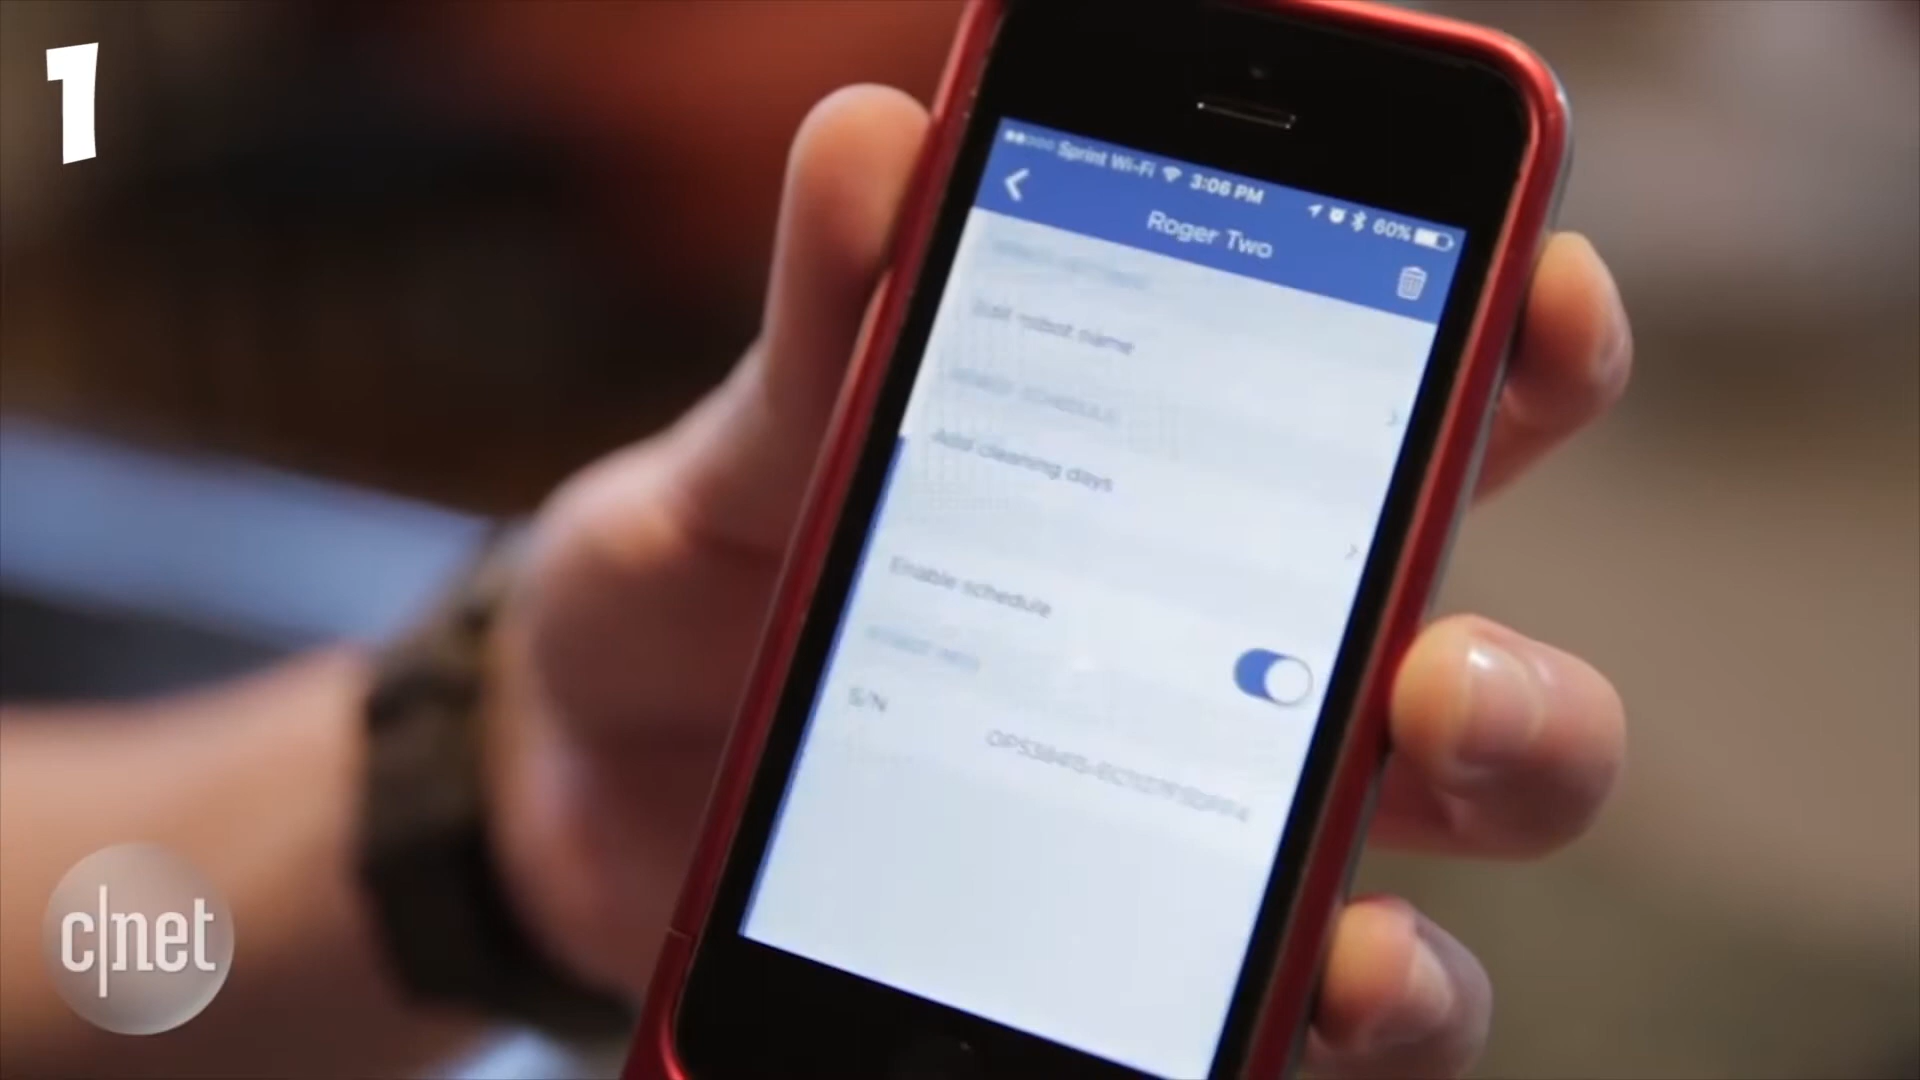 1
Sprint Wi-Fi 3:06 PM 60%
Roger Two
Edit robot name
Add cleaning days
Enable schedule
S/N
c|net